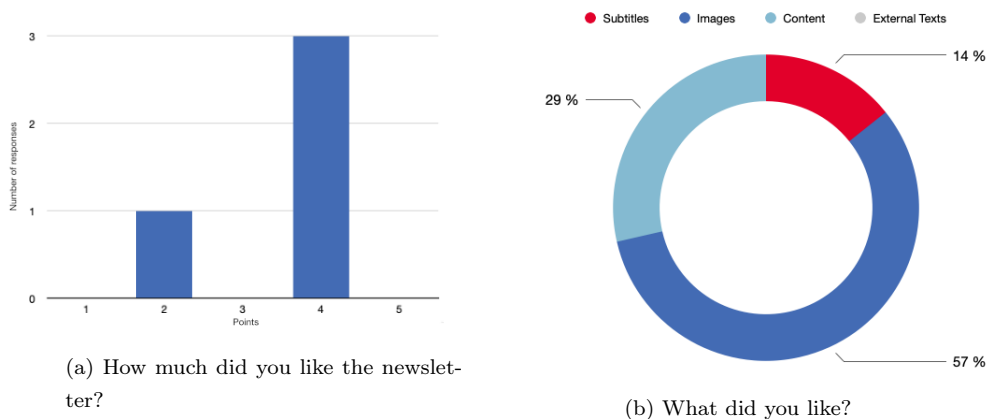 3
2
1
0
Number of responses
1 2 3 4 5
Points
(a) How much did you like the newslet-
ter?
Subtitles Images Content External Texts
14 %
29 %
57 %
(b) What did you like?